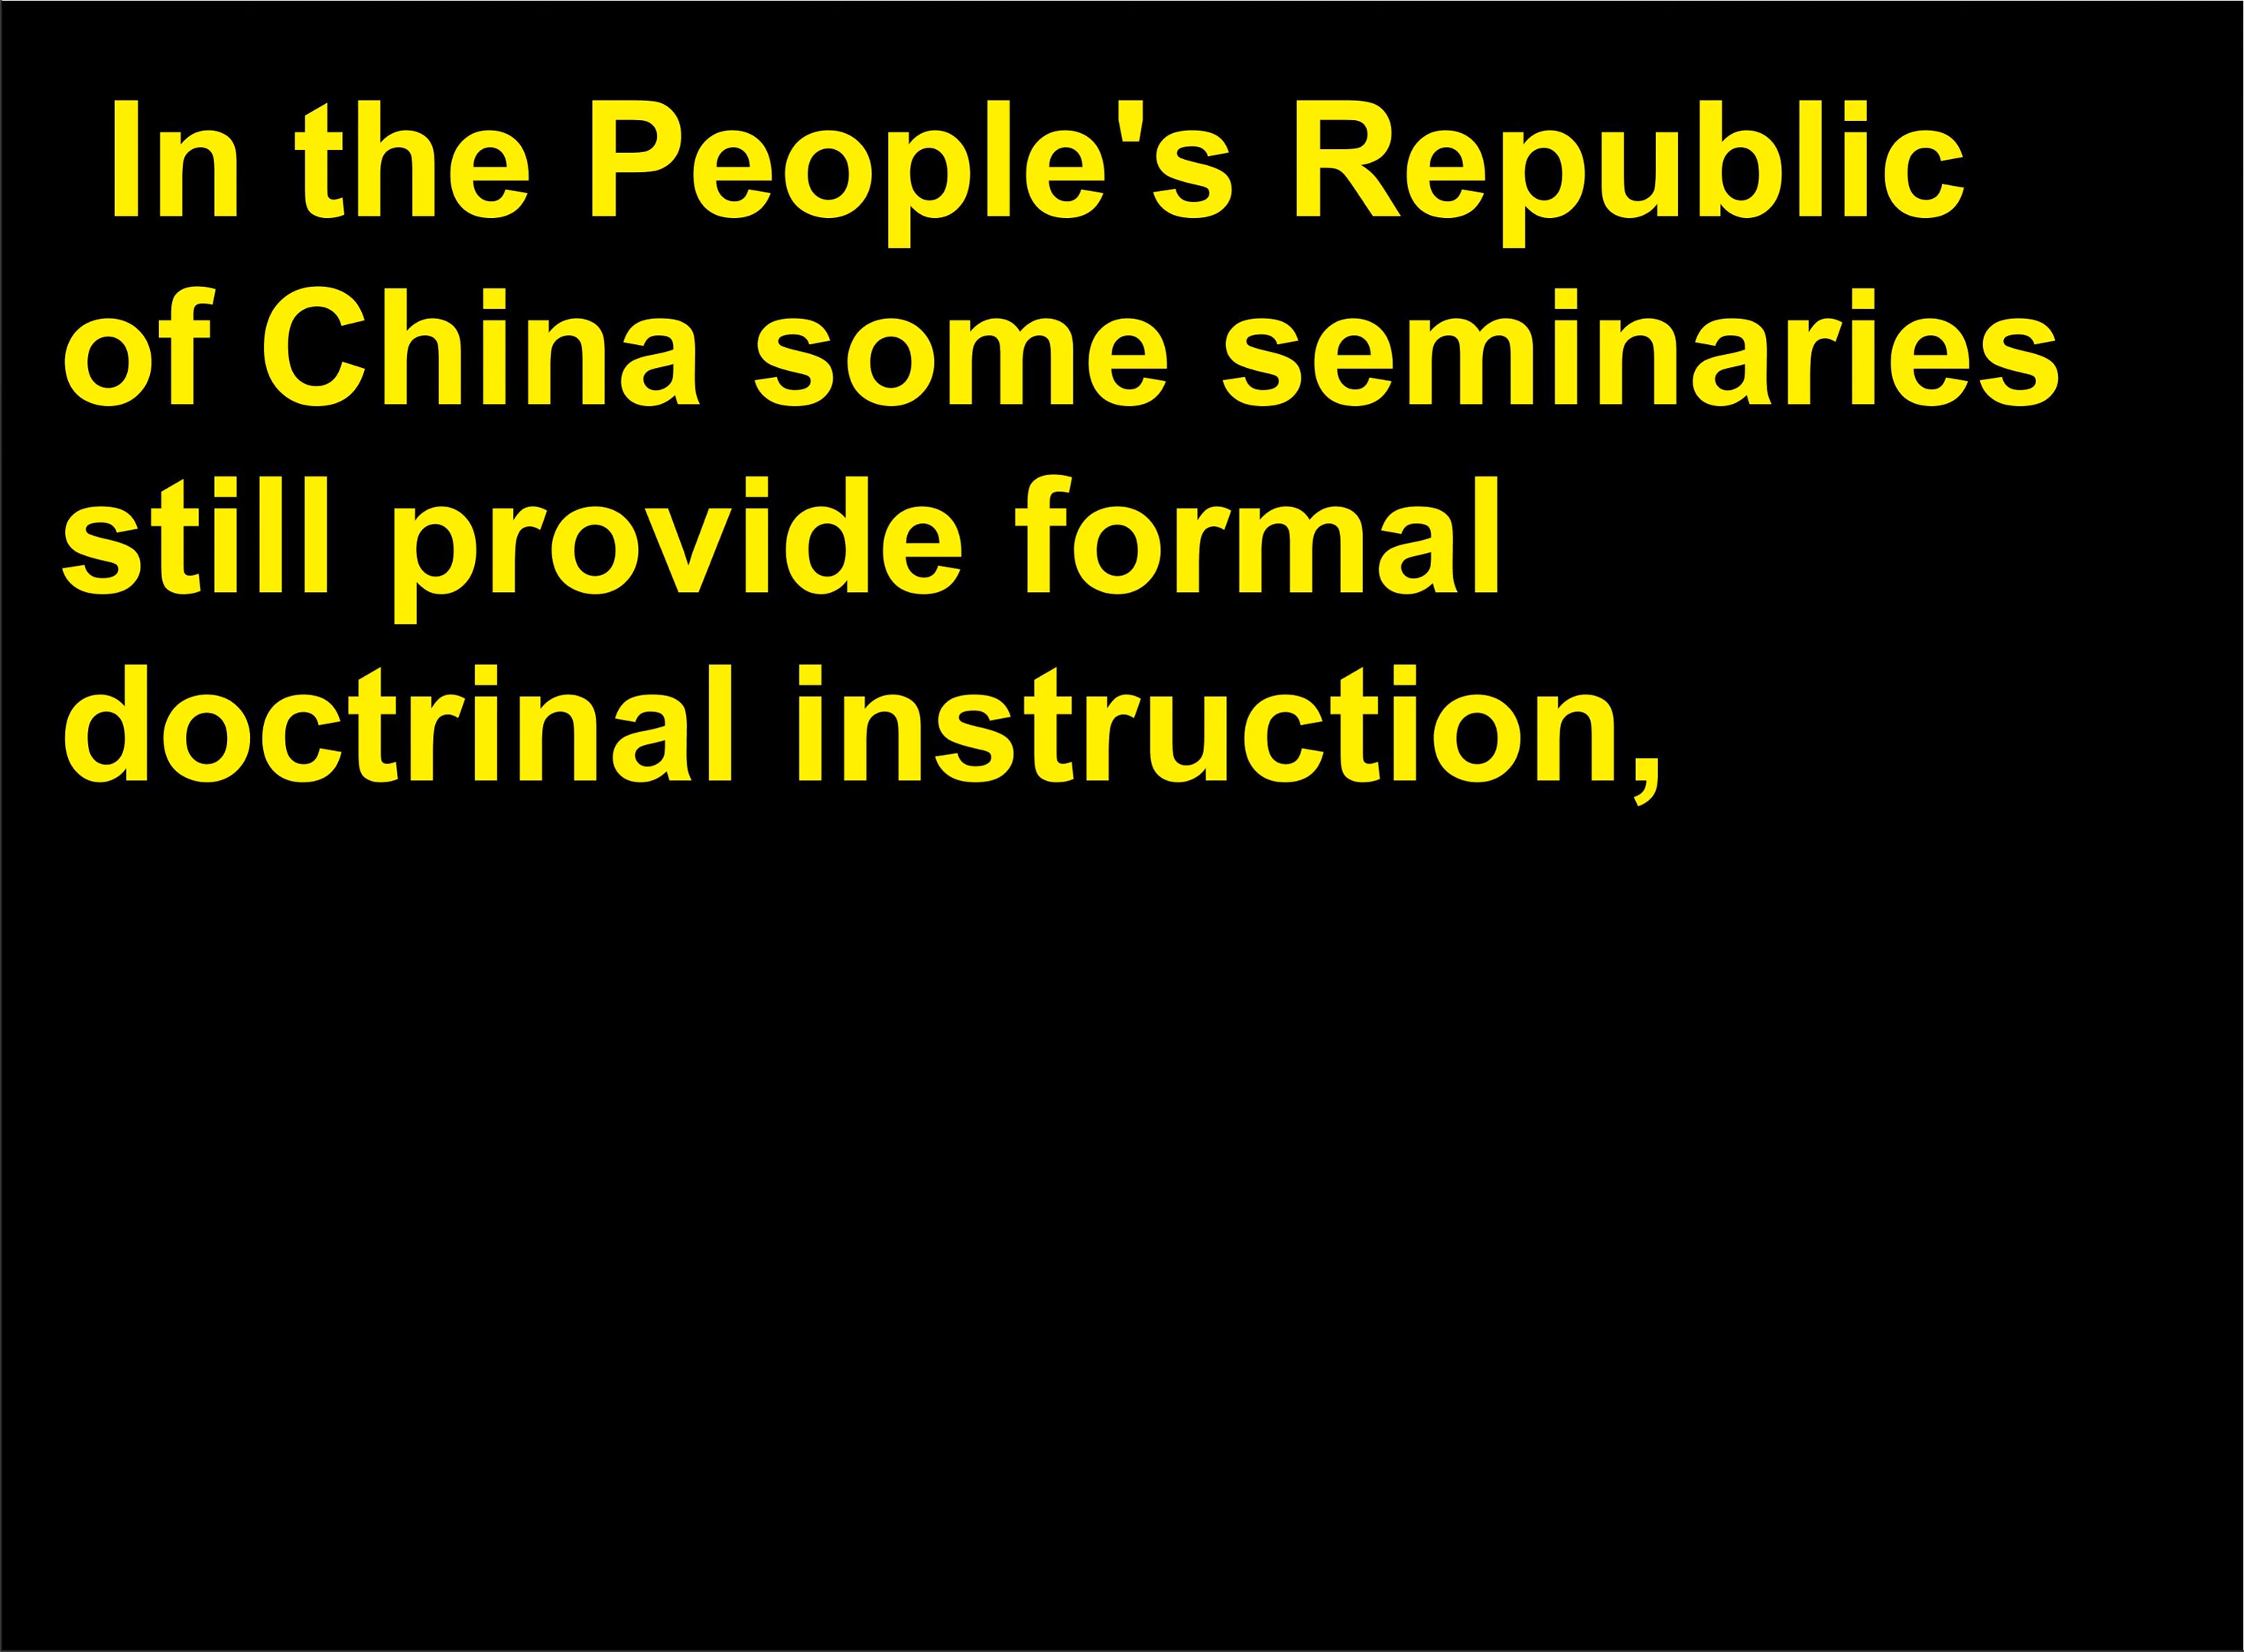 In the People's Republic
of China some seminaries
still provide formal
doctrinal instruction,